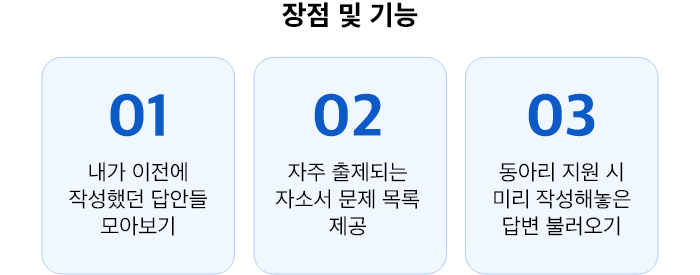 장점 및 기능
01
내가 이전에
작성했던 답안들
모아보기
02
자주 출제되는
자소서 문제 목록
제공
03
동아리 지원 시
미리 작성해놓은
답변 불러오기